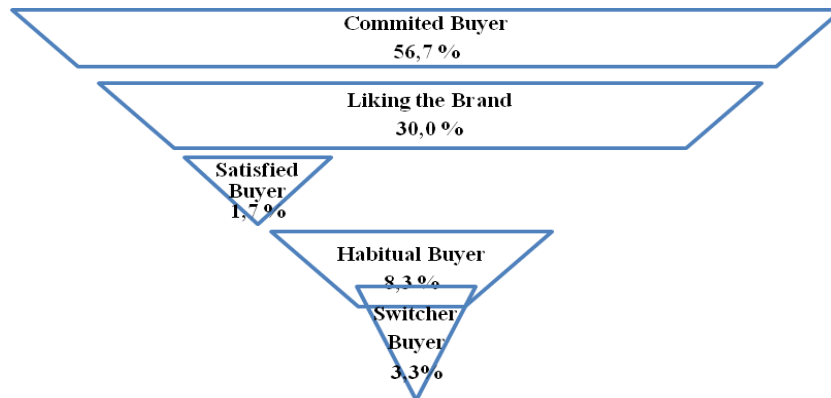 Commited Buyer
56,7 %
Liking the Brand
30,0 %
Satisfied
Buyer
1,7 %
Habitual Buyer
8,3 %
Switcher
Buyer
3.3%